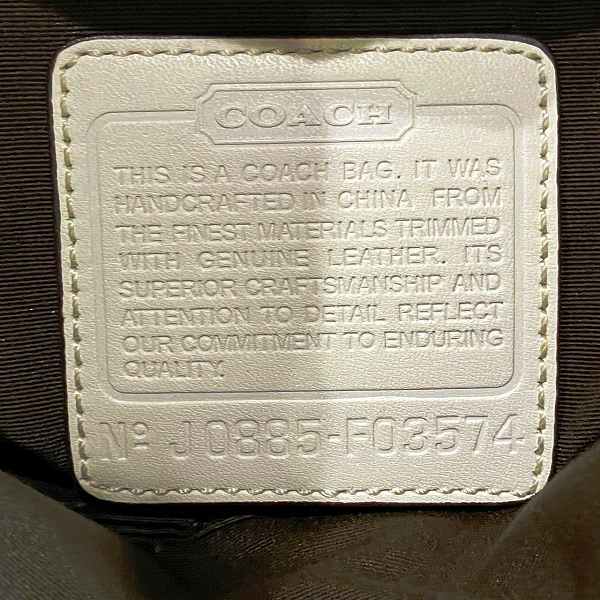 COACH
THIS IS A COACH BAG. IT WAS
HANDCRAFTED IN CHINA FROM
THE FINEST MATERIALS TRIMMED
WITH GENUINE LEATHER. ITS
SUPERIOR CRAFTSMANSHIP AND
ATTENTION TO DETAIL REFLECT
OUR COMMITMENT TO ENDURING
QUALITY.
Nº J0885-F03574